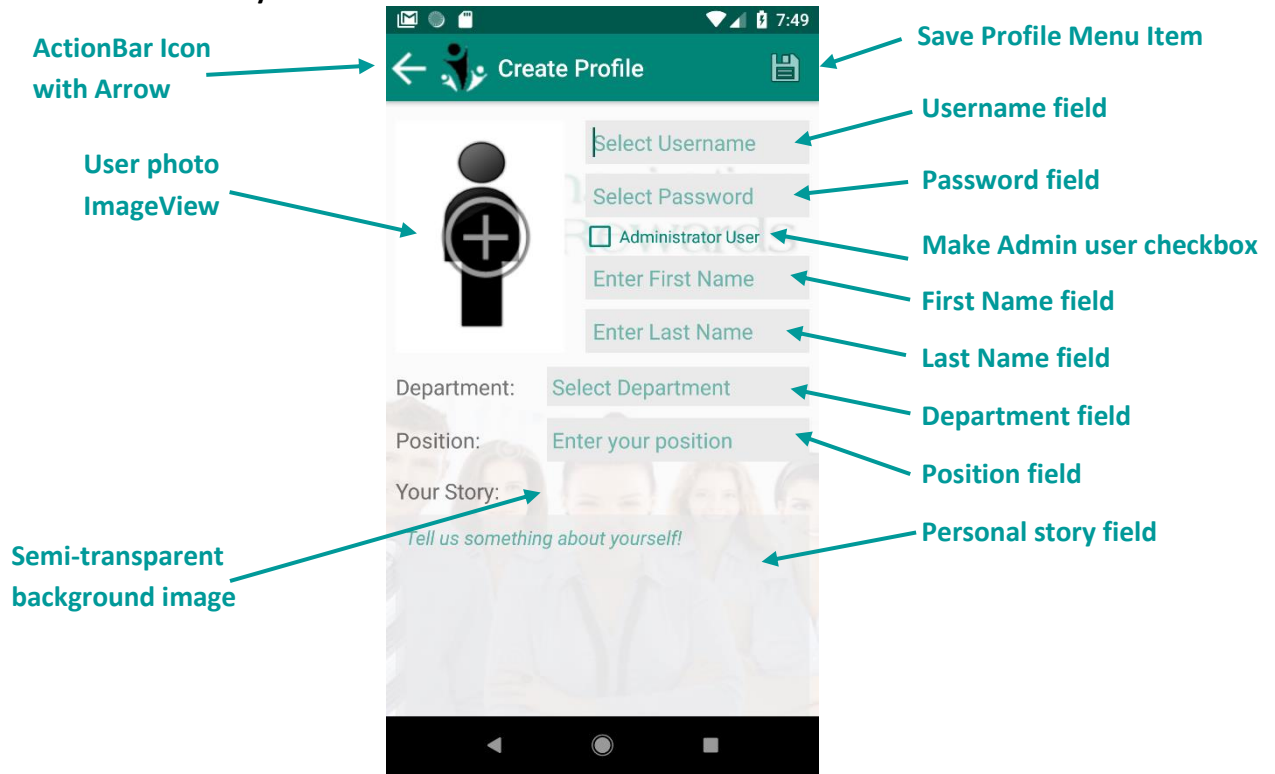 7:49
ActionBar Icon
with Arrow
Create Profile
Save Profile Menu Item
Username field
Select Username
User photo
ImageView
Select Password
Password field
Rewards
Administrator User
Make Admin user checkbox
Enter First Name
First Name field
Enter Last Name
Last Name field
Department:
Select Department
Department field
Position:
Enter your position
Position field
Your Story:
Tell us something about yourself!
Personal story field
Semi-transparent
background image